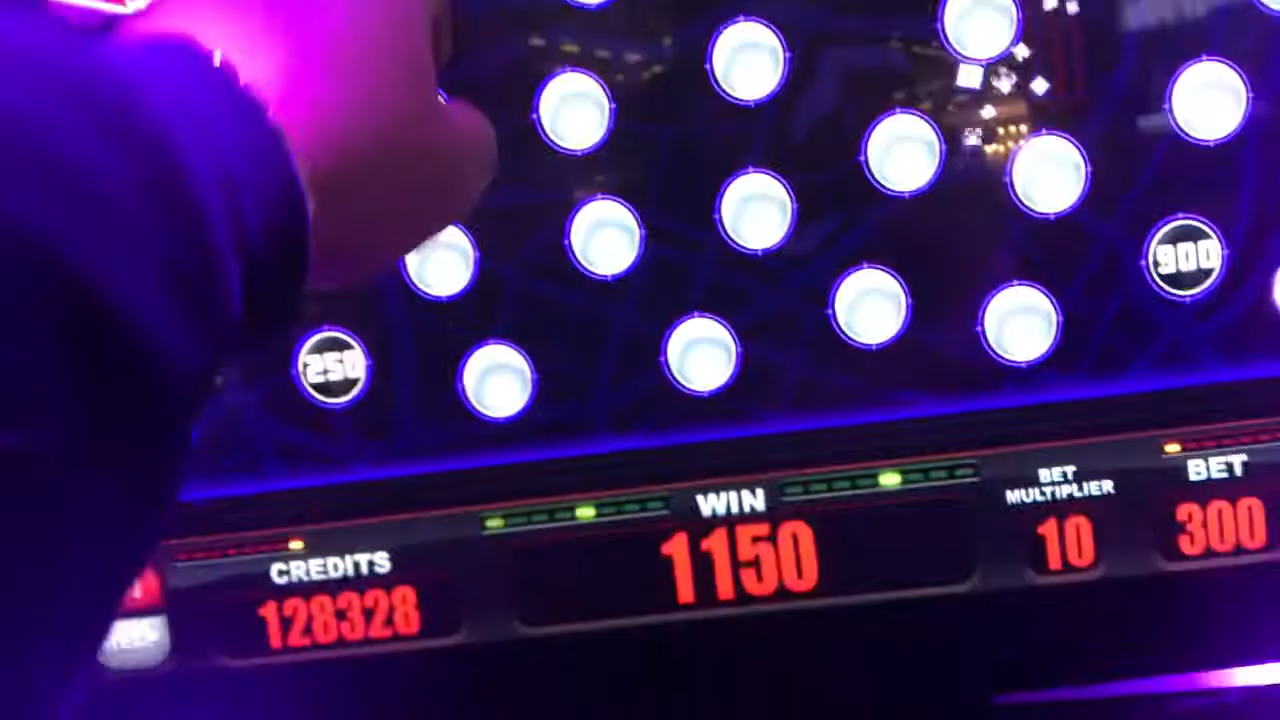 900
250
WIN
1150
BET
MULTIPLIER
10
BET
300
CREDITS
128328